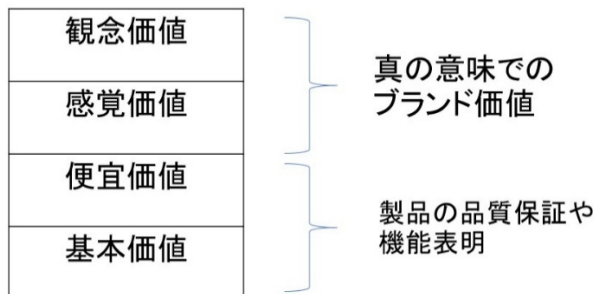 観念価値
感覚価値
便宜価値
基本価値
真の意味での
ブランド価値
製品の品質保証や
機能表明